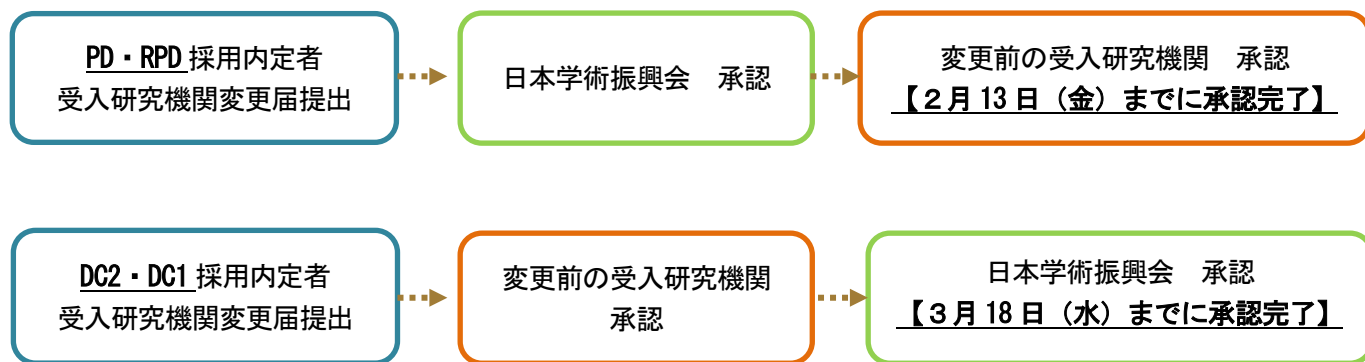 PD・RPD 採用内定者
受入研究機関変更届提出
日本学術振興会　承認
変更前の受入研究機関　承認
【２月 13 日（金）までに承認完了】
DC2・DC1 採用内定者
受入研究機関変更届提出
変更前の受入研究機関
承認
日本学術振興会　承認
【３月 18 日（水）までに承認完了】